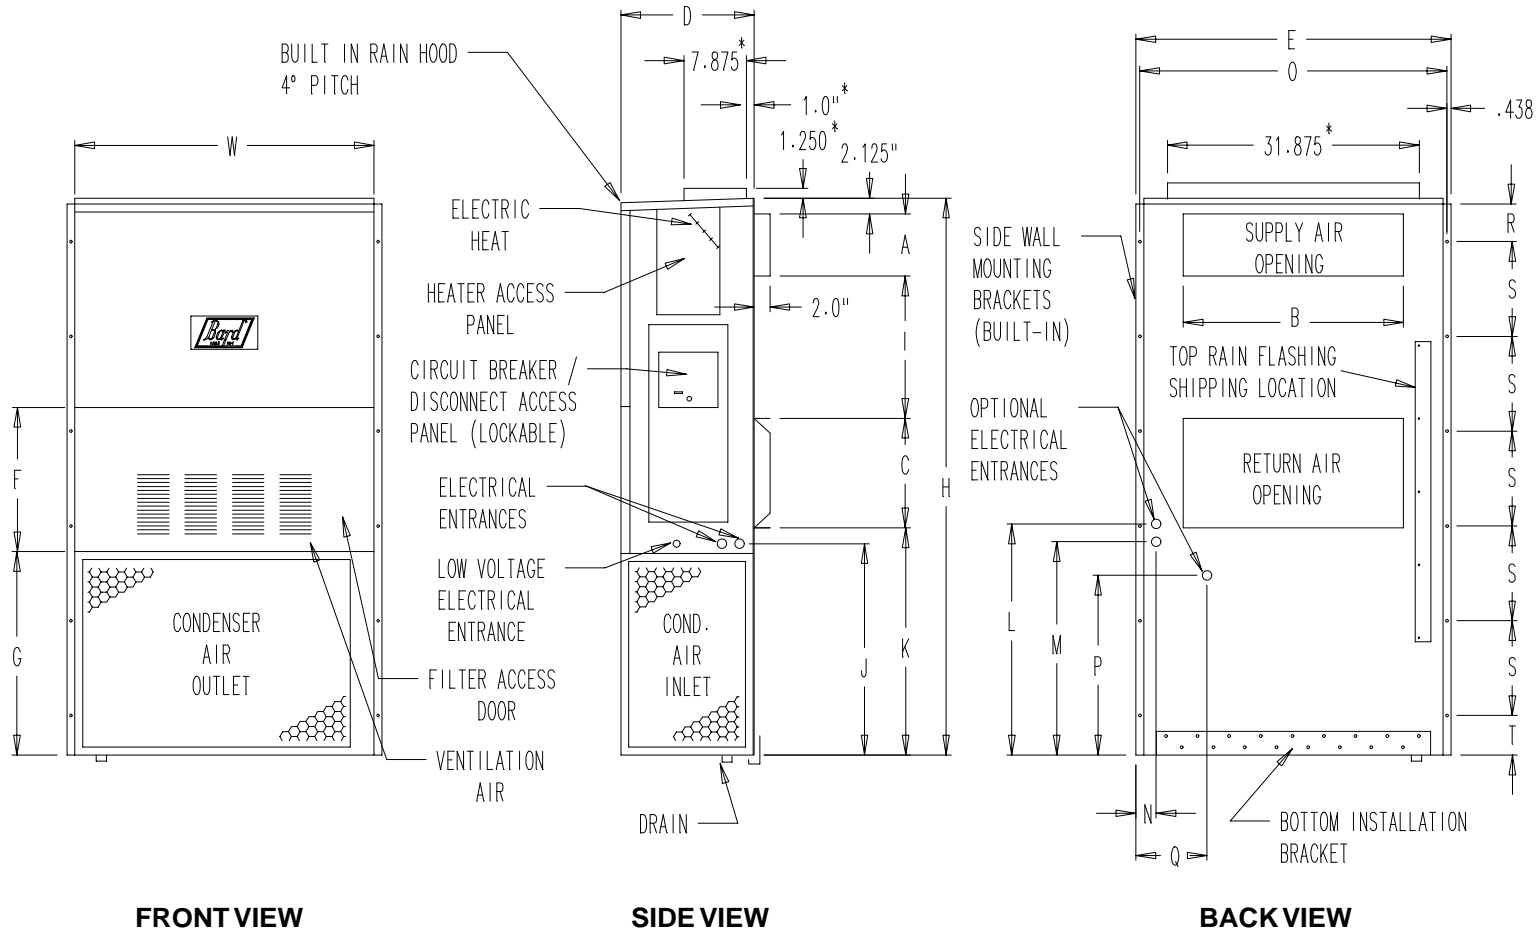 D
7.875*
BUILT IN RAIN HOOD
4° PITCH
1.0"*
1.250*
2.125"
W
E
O
.438
31.875*
ELECTRIC
HEAT
HEATER ACCESS
PANEL
A
2.0"
CIRCUIT BREAKER /
DISCONNECT ACCESS
PANEL (LOCKABLE)
Bard
F
C
H
ELECTRICAL
ENTRANCES
LOW VOLTAGE
ELECTRICAL
ENTRANCE
CONDENSER
AIR
OUTLET
COND.
AIR
INLET
G
J
K
FILTER ACCESS
DOOR
VENTILATION
AIR
DRAIN
SIDE WALL
MOUNTING
BRACKETS
(BUILT-IN)
SUPPLY AIR
OPENING
R
S
B
TOP RAIN FLASHING
SHIPPING LOCATION
S
OPTIONAL
ELECTRICAL
ENTRANCES
RETURN AIR
OPENING
S
S
L
M
P
S
T
N
Q
BOTTOM INSTALLATION
BRACKET
FRONT VIEW
SIDE VIEW
BACK VIEW